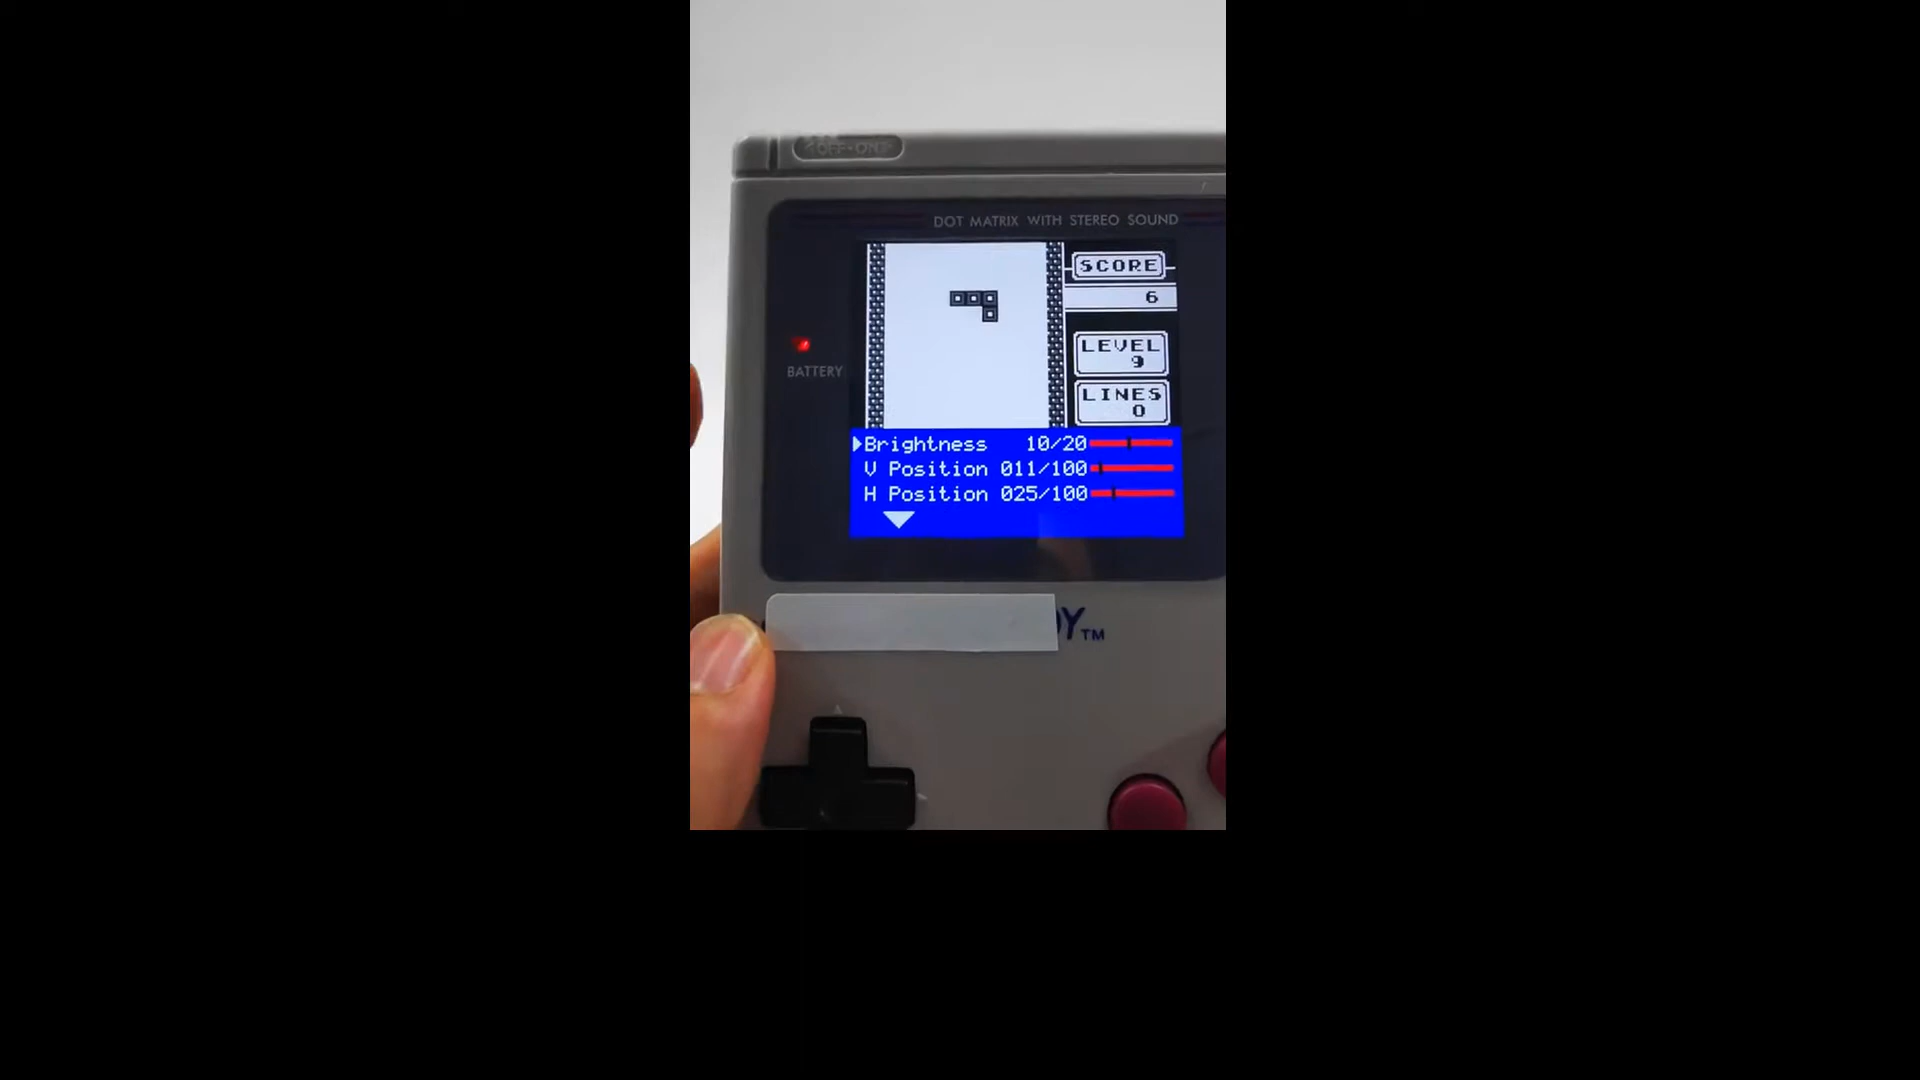 OFF•ON
DOT MATRIX WITH STEREO SOUND
SCORE
6
LEVEL
9
LINES
0
BATTERY
Brightness 10/20
V Position 011/100
H Position 025/100
Y TM